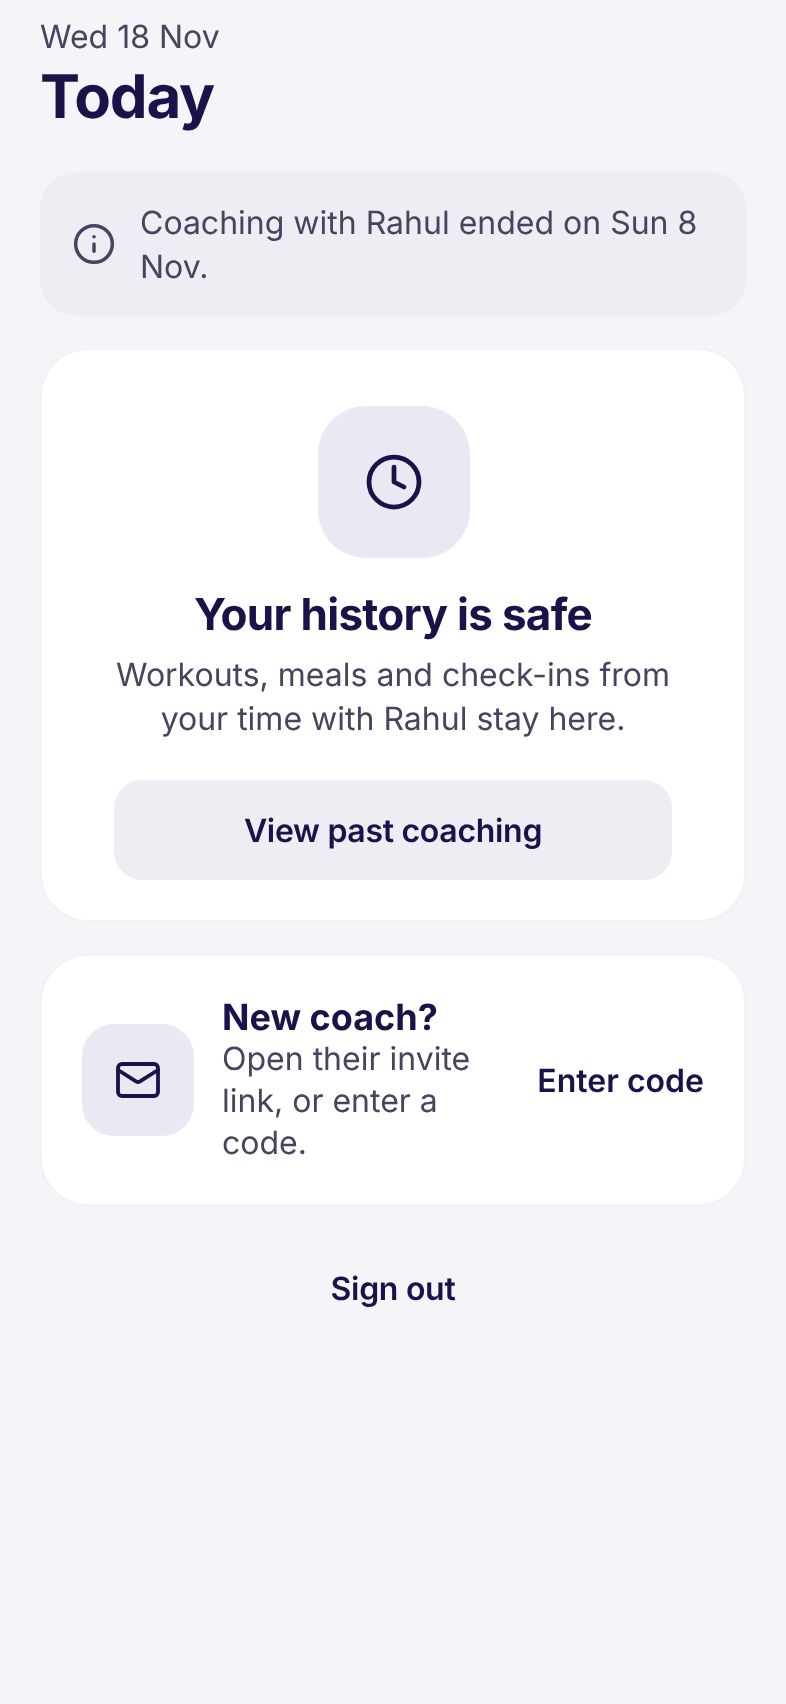 Wed 18 Nov
Today
Coaching with Rahul ended on Sun 8
Nov.
Your history is safe
Workouts, meals and check-ins from
your time with Rahul stay here.
View past coaching
New coach?
Open their invite
link, or enter a
code.
Enter code
Sign out